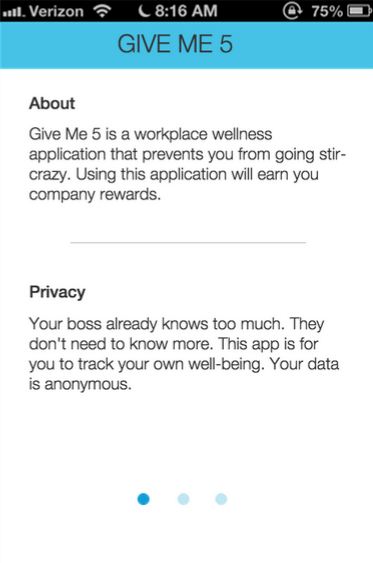 Verizon 8:16 AM 75%
GIVE ME 5
About
Give Me 5 is a workplace wellness
application that prevents you from going stir-
crazy. Using this application will earn you
company rewards.
Privacy
Your boss already knows too much. They
don't need to know more. This app is for
you to track your own well-being. Your data
is anonymous.